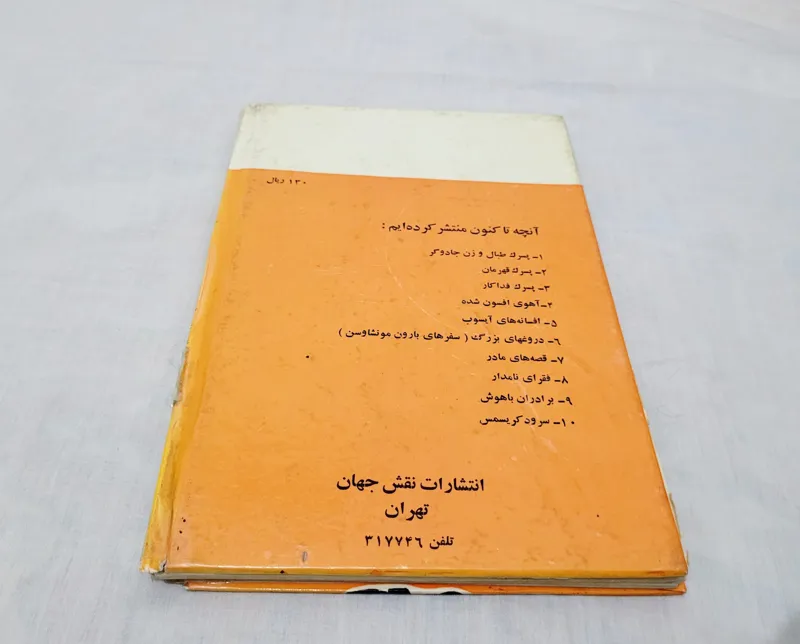 ۱۳۰ ریال
آنچه تا کنون منتشر کرده‌ایم :
۱- پسرک طبال و زن جادوگر
۲- پسرک قهرمان
۳- پسرک فداکار
۴- آهوی افسون شده
۵- افسانه‌های آیسوپ
۶- دروغهای بزرگ ( سفرهای بارون مونشاوسن )
۷- قصه‌های مادر
۸- فقرای نامدار
۹- برادران باهوش
۱۰- سرود کریسمس
انتشارات نقش جهان
تهران
تلفن ۳۱۷۷۴۶